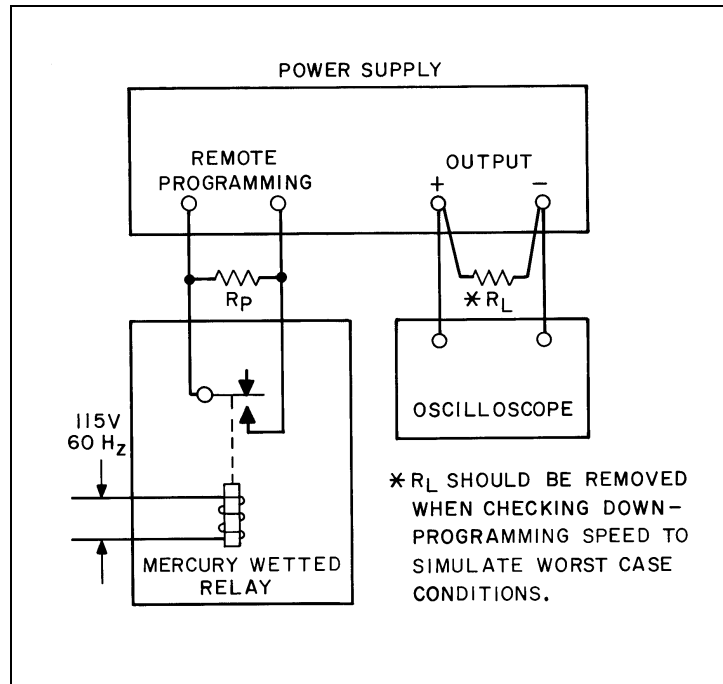 POWER SUPPLY
REMOTE
PROGRAMMING
OUTPUT
+
-
RP
*RL
115V
60 Hz
OSCILLOSCOPE
MERCURY WETTED
RELAY
*RL SHOULD BE REMOVED
WHEN CHECKING DOWN-
PROGRAMMING SPEED TO
SIMULATE WORST CASE
CONDITIONS.